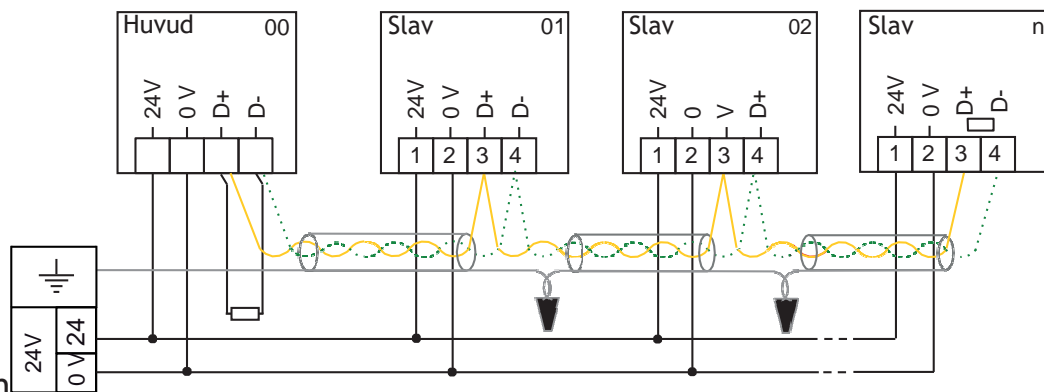 Huvud 00
24V 0 V D+ D-
Slav 01
24V 0 V D+ D-
1 2 3 4
Slav 02
24V 0 V D+
1 2 3 4
Slav n
24V 0 V D+ D-
1 2 3 4
24V
24
0 V
n